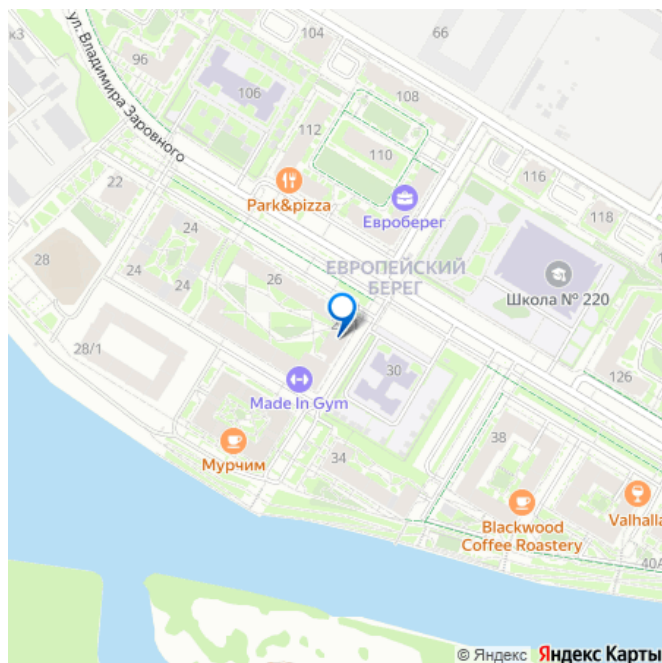 104
66
ул. Владимира Заровного
96
106
108
112
110
Park&pizza
22
116
Евроберег
118
24
28
ЕВРОПЕЙСКИЙ
БЕРЕГ
24
26
24
Школа № 220
28/1
30
126
Made In Gym
38
Мурчим
34
Blackwood
Coffee Roastery
Valhalla
40А
© Яндекс Яндекс Карты